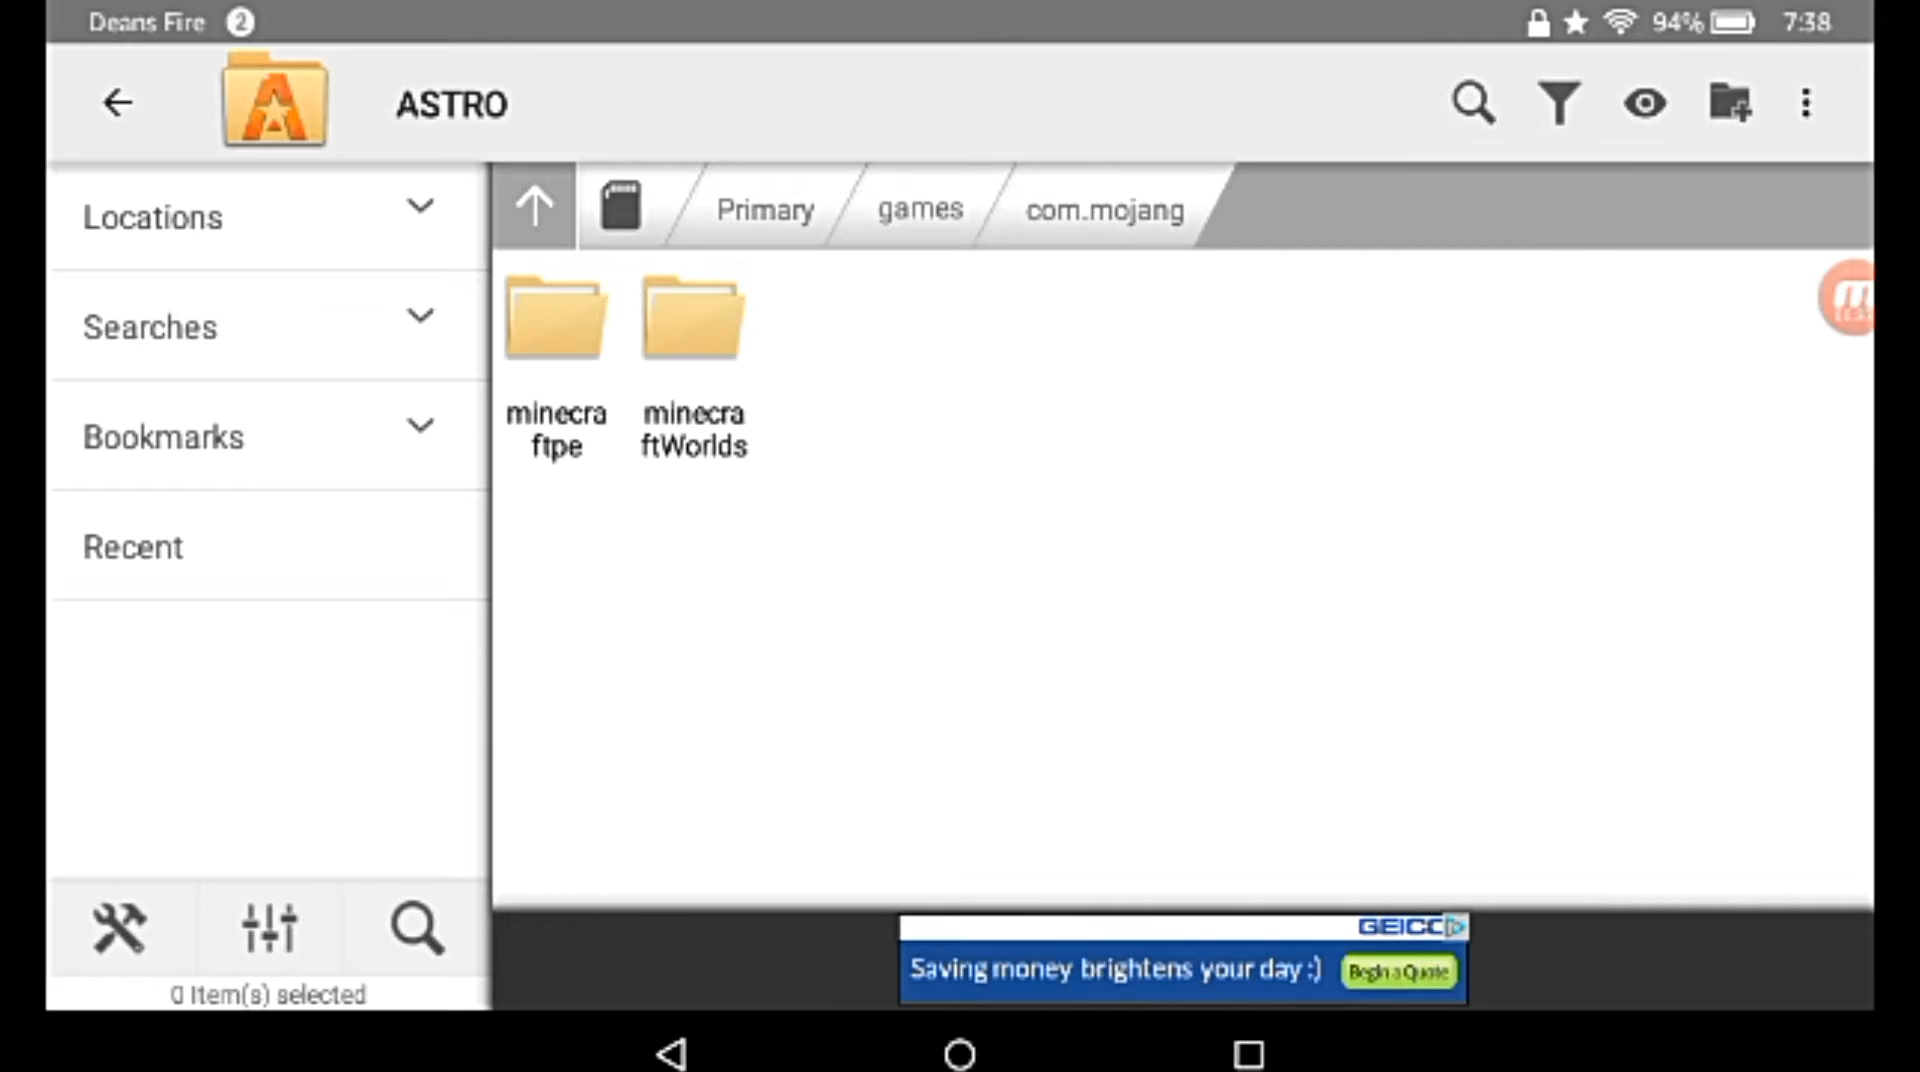 Deans Fire 2
94% 7:38
ASTRO
Locations
Searches
Bookmarks
Recent
Primary
games
com.mojang
minecra
ftpe
minecra
ftWorlds
GEICO
Saving money brightens your day :)
Begin a Quote
0 Item(s) selected